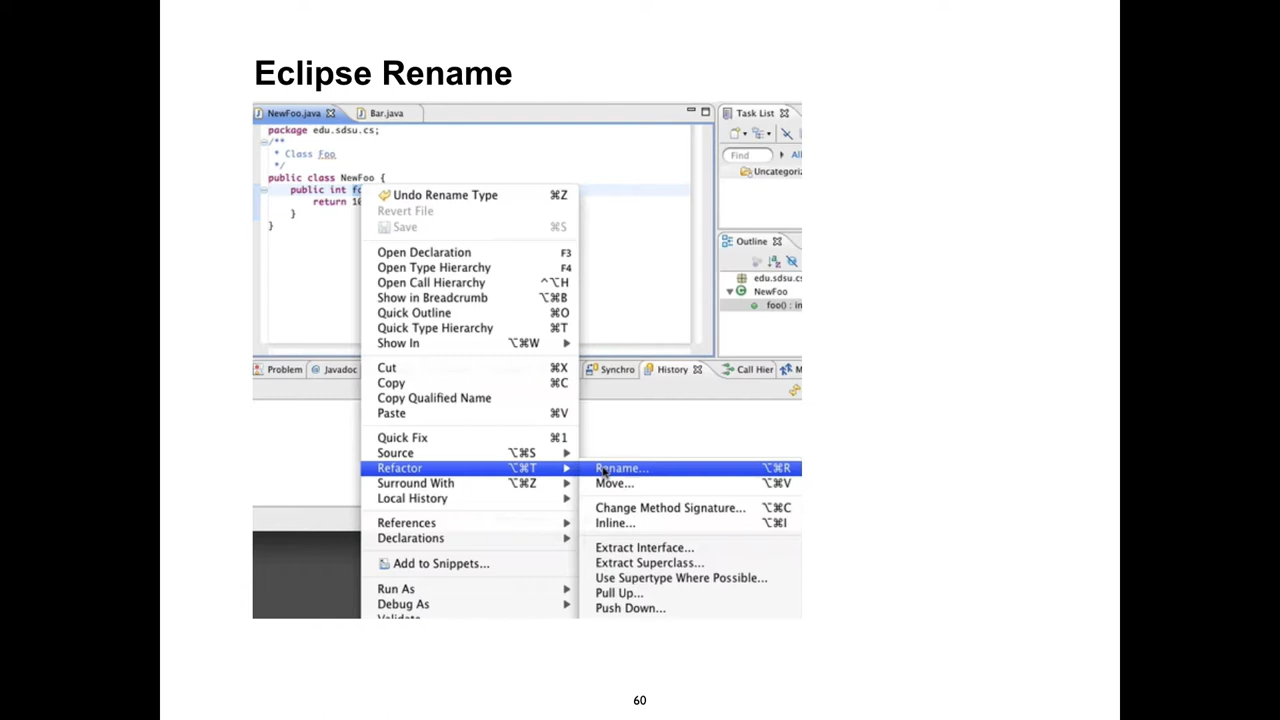 Eclipse Rename
NewFoo.java
Bar.java
package edu.sdsu.cs;
/**
* Class Foo
*/
public class NewFoo {
public int
return
}
}
Undo Rename Type ⌘Z
Revert File
Save ⌘S
Open Declaration F3
Open Type Hierarchy F4
Open Call Hierarchy ^⌥H
Show in Breadcrumb ⌥⌘B
Quick Outline ⌘O
Quick Type Hierarchy ⌘T
Show In ⌥⌘W
Cut ⌘X
Copy ⌘C
Copy Qualified Name
Paste ⌘V
Quick Fix ⌘1
Source ⌥⌘S
Refactor ⌥⌘T
Surround With ⌥⌘Z
Local History
References
Declarations
Add to Snippets...
Run As
Debug As
Rename... ⌥⌘R
Move... ⌥⌘V
Change Method Signature... ⌥⌘C
Inline... ⌥⌘I
Extract Interface...
Extract Superclass...
Use Supertype Where Possible...
Pull Up...
Push Down...
Task List
Find
Outline
edu.sdsu.cs
NewFoo
foo() : in
Problem
Javadoc
Synchro
History
Call Hier
60